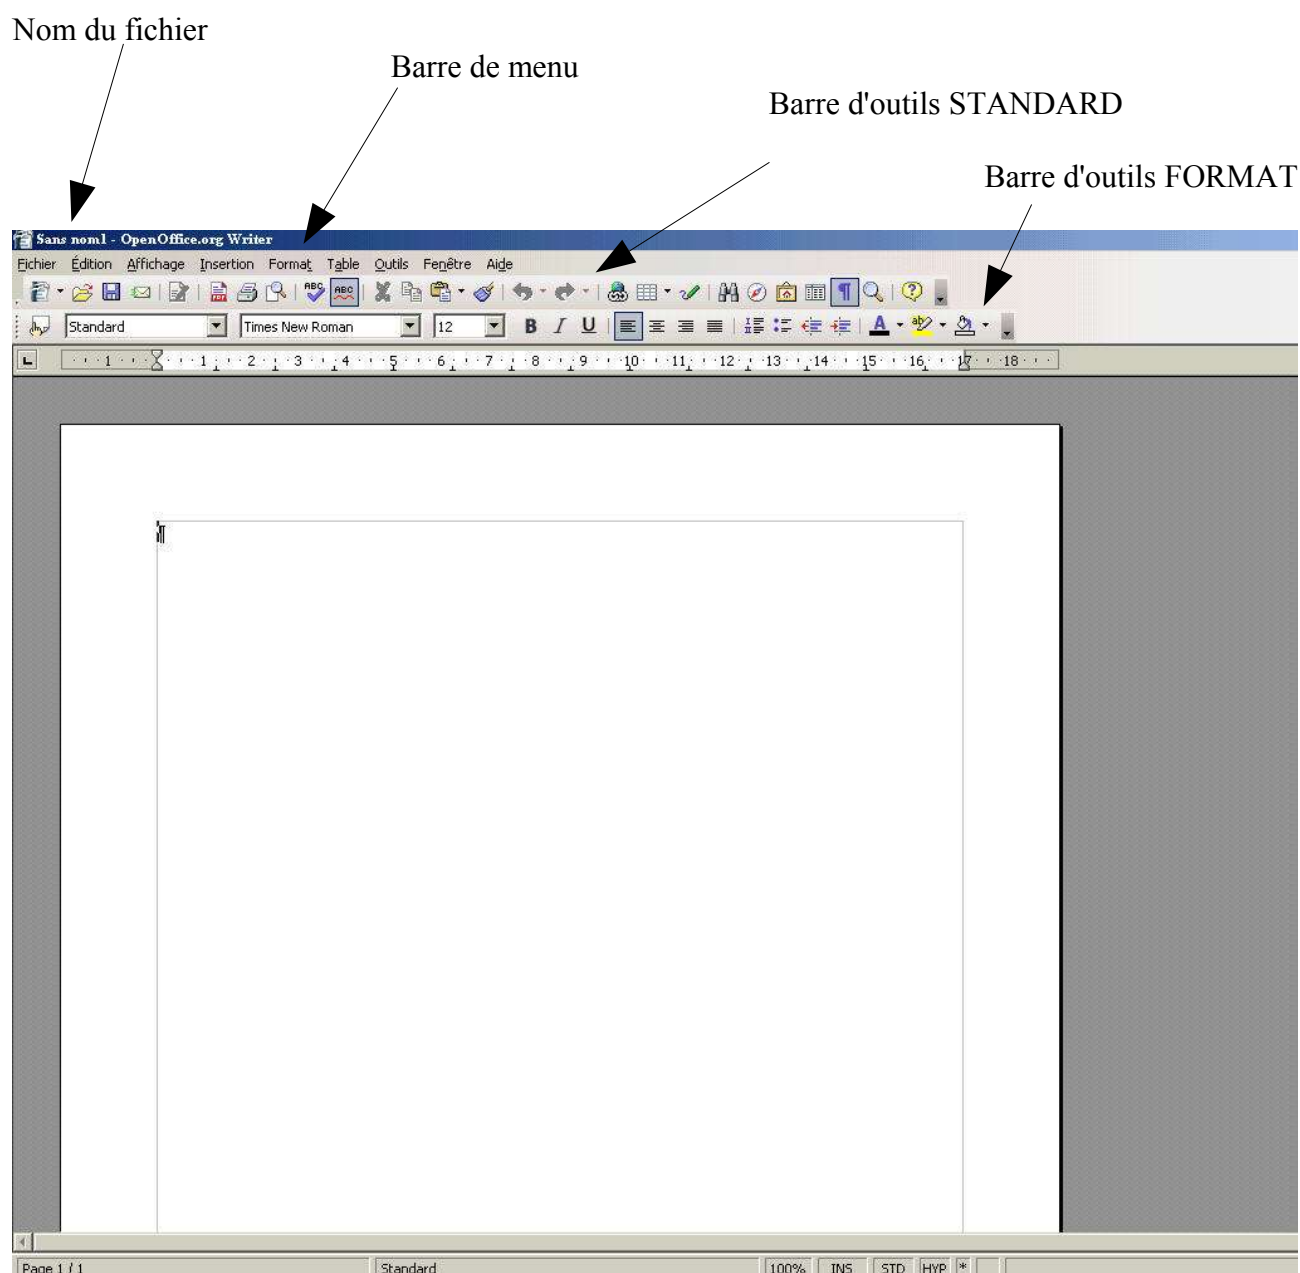 Nom du fichier
Barre de menu
Barre d'outils STANDARD
Barre d'outils FORMAT
Sans nom1 - OpenOffice.org Writer
Fichier Édition Affichage Insertion Format Table Outils Fenêtre Aide
Standard Times New Roman 12 B I U A
1 1 2 3 4 5 6 7 8 9 10 11 12 13 14 15 16 17 18
¶
Page 1 / 1 Standard 100% INS STD HYP *